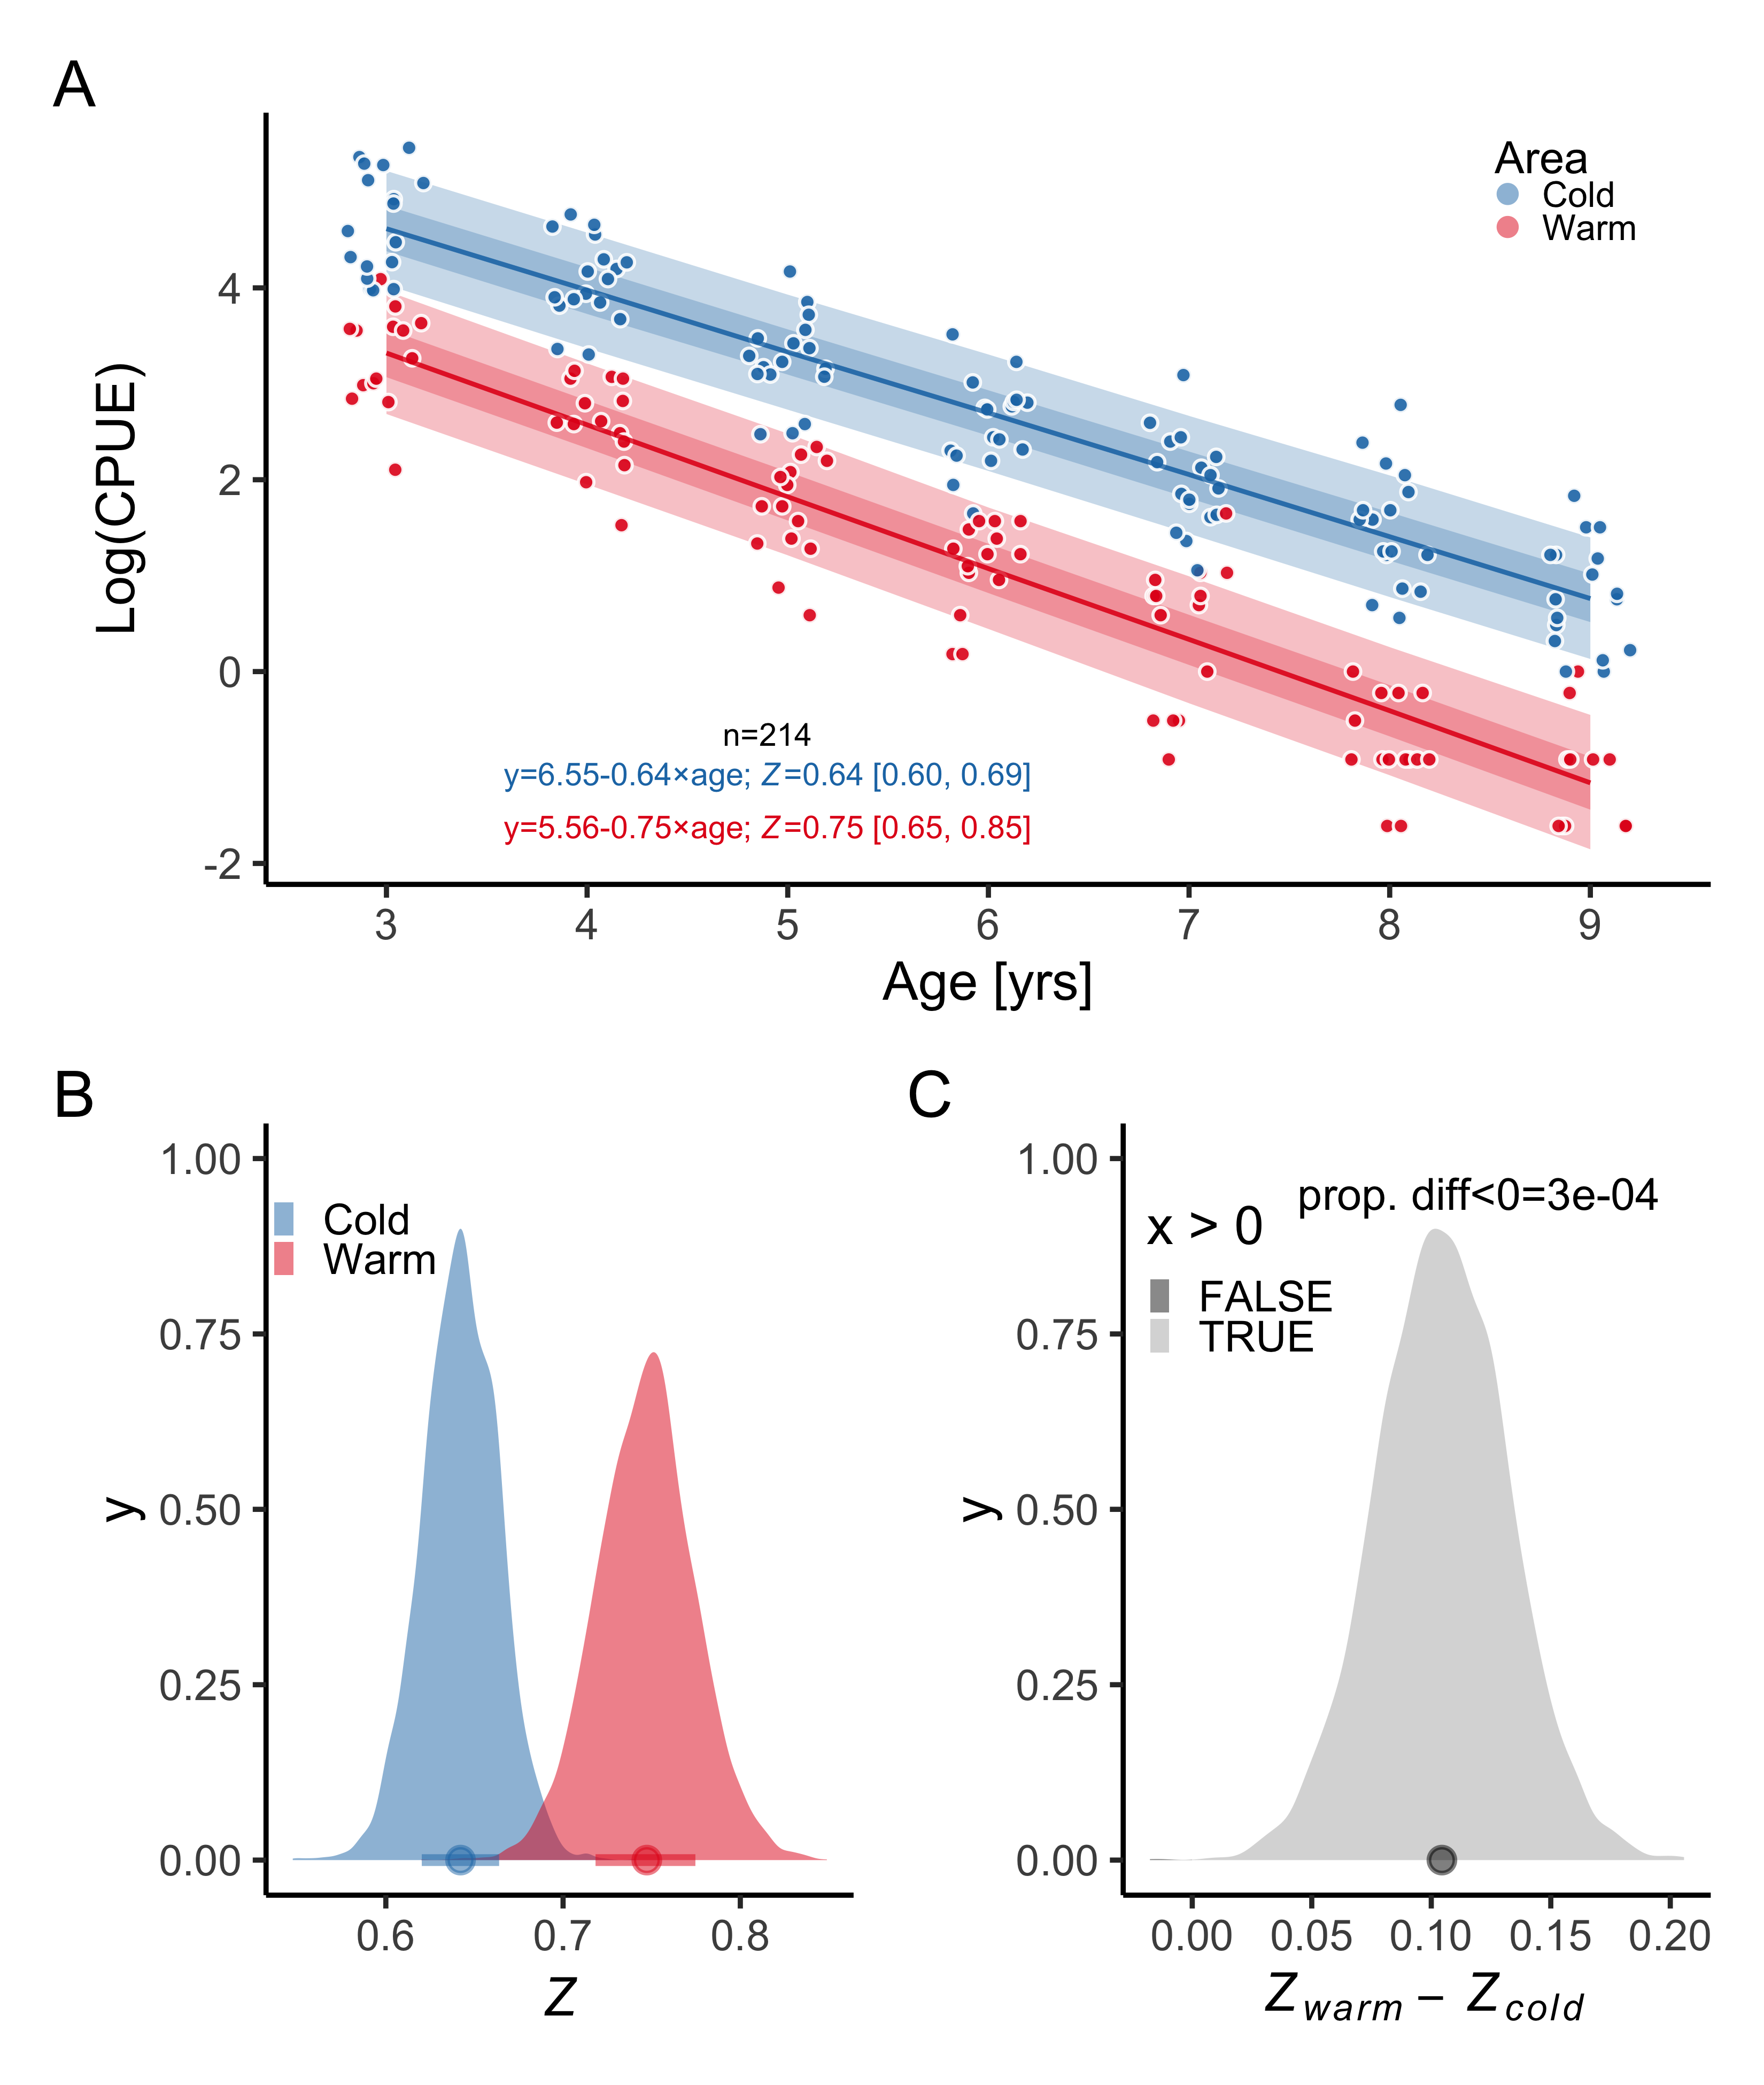 A
Area
Cold
Warm
Log(CPUE)
4
2
0
-2
n=214
y=6.55-0.64×age; Z=0.64 [0.60, 0.69]
y=5.56-0.75×age; Z=0.75 [0.65, 0.85]
3 4 5 6 7 8 9
Age [yrs]
B
1.00
0.75
0.50
0.25
0.00
y
Cold
Warm
0.6 0.7 0.8
Z
C
1.00
0.75
0.50
0.25
0.00
y
prop. diff<0=3e-04
x > 0
FALSE
TRUE
0.00 0.05 0.10 0.15 0.20
Z warm − Z cold